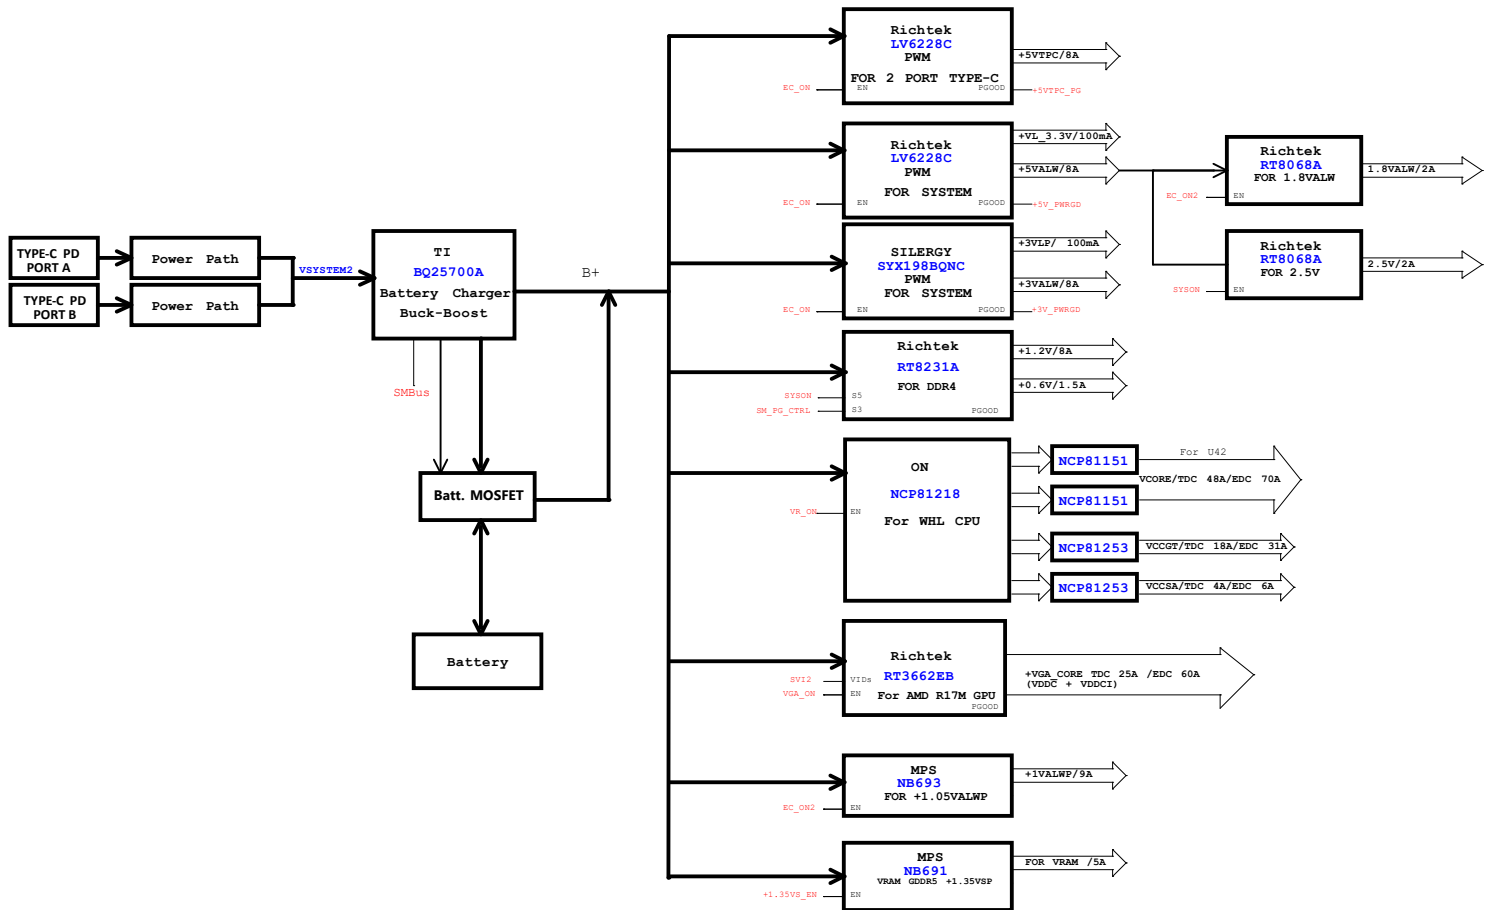 TYPE-C PD
PORT A
Power Path
TYPE-C PD
PORT B
Power Path
VSYSTEM2
TI
BQ25700A
Battery Charger
Buck-Boost
SMBus
B+
Batt. MOSFET
Battery
Richtek
LV6228C
PWM
FOR 2 PORT TYPE-C
EC_ON
EN
PGOOD
+5VTPC/8A
+5VTPC_PG
Richtek
LV6228C
PWM
FOR SYSTEM
EC_ON
EN
PGOOD
+VL_3.3V/100mA
+5VALW/8A
+5V_PWRGD
Richtek
RT8068A
FOR 1.8VALW
EC_ON2
EN
1.8VALW/2A
SILERGY
SYX198BQNC
PWM
FOR SYSTEM
EC_ON
EN
PGOOD
+3VLP/ 100mA
+3VALW/8A
+3V_PWRGD
Richtek
RT8068A
FOR 2.5V
SYSON
EN
2.5V/2A
Richtek
RT8231A
FOR DDR4
SYSON
S5
SM_PG_CTRL
S3
PGOOD
+1.2V/8A
+0.6V/1.5A
ON
NCP81218
For WHL CPU
VR_ON
EN
NCP81151
NCP81151
NCP81253
NCP81253
For U42
VCORE/TDC 48A/EDC 70A
VCCGT/TDC 18A/EDC 31A
VCCSA/TDC 4A/EDC 6A
Richtek
RT3662EB
For AMD R17M GPU
SVI2
VIDs
VGA_ON
EN
PGOOD
+VGA_CORE TDC 25A /EDC 60A
(VDDC + VDDCI)
MPS
NB693
FOR +1.05VALWP
EC_ON2
EN
+1VALWP/9A
MPS
NB691
VRAM GDDR5 +1.35VSP
+1.35VS_EN
EN
FOR VRAM /5A